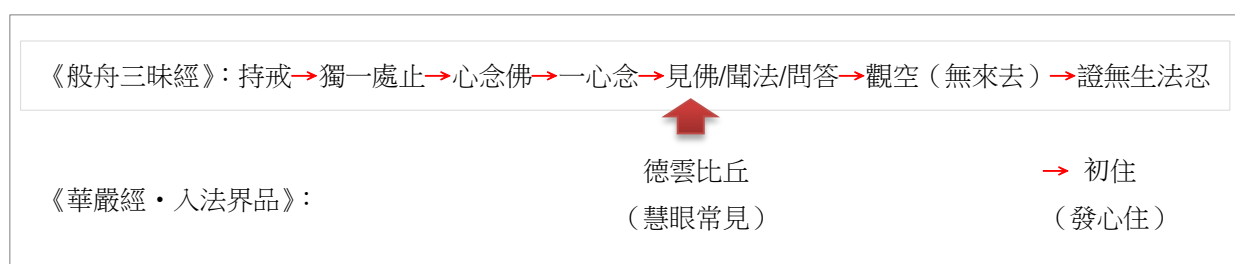 《般舟三昧經》：持戒→獨一處止→心念佛→一心念→見佛/聞法/問答→觀空（無來去）→證無生法忍
德雲比丘 → 初住
《華嚴經・入法界品》：
（慧眼常見） （發心住）